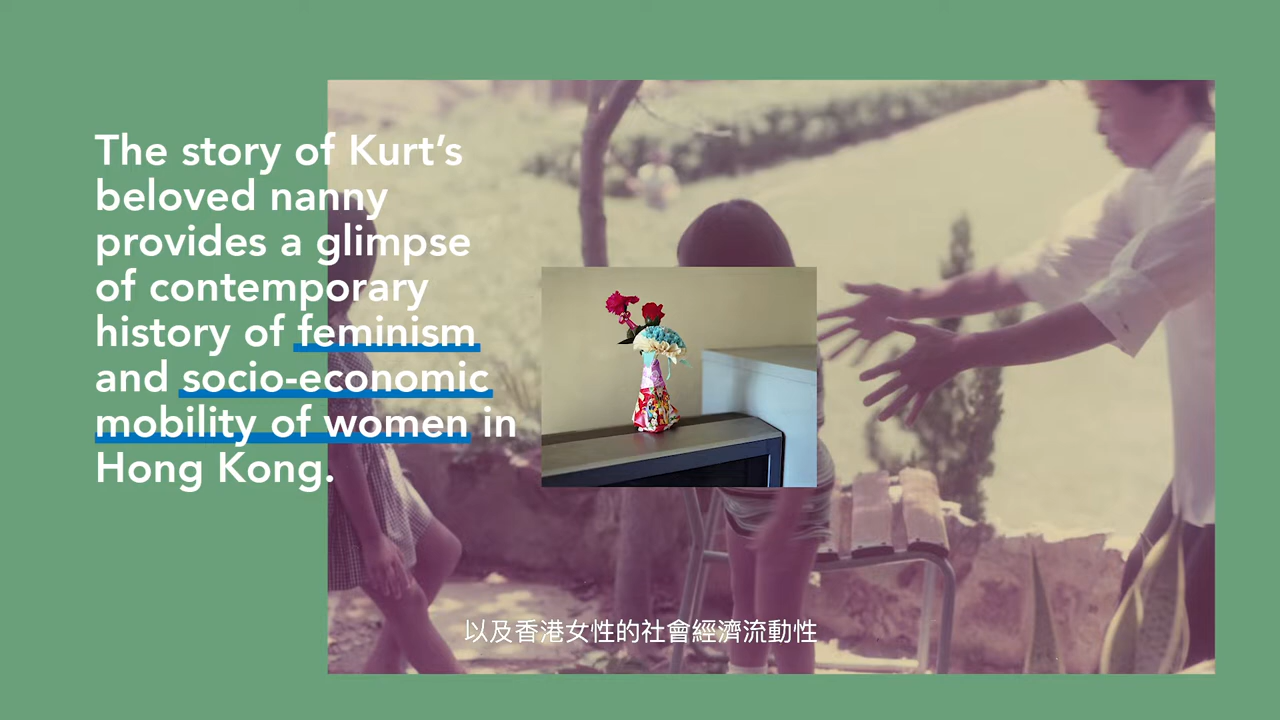 The story of Kurt’s
beloved nanny
provides a glimpse
of contemporary
history of feminism
and socio-economic
mobility of women in
Hong Kong.
以及香港女性的社會經濟流動性